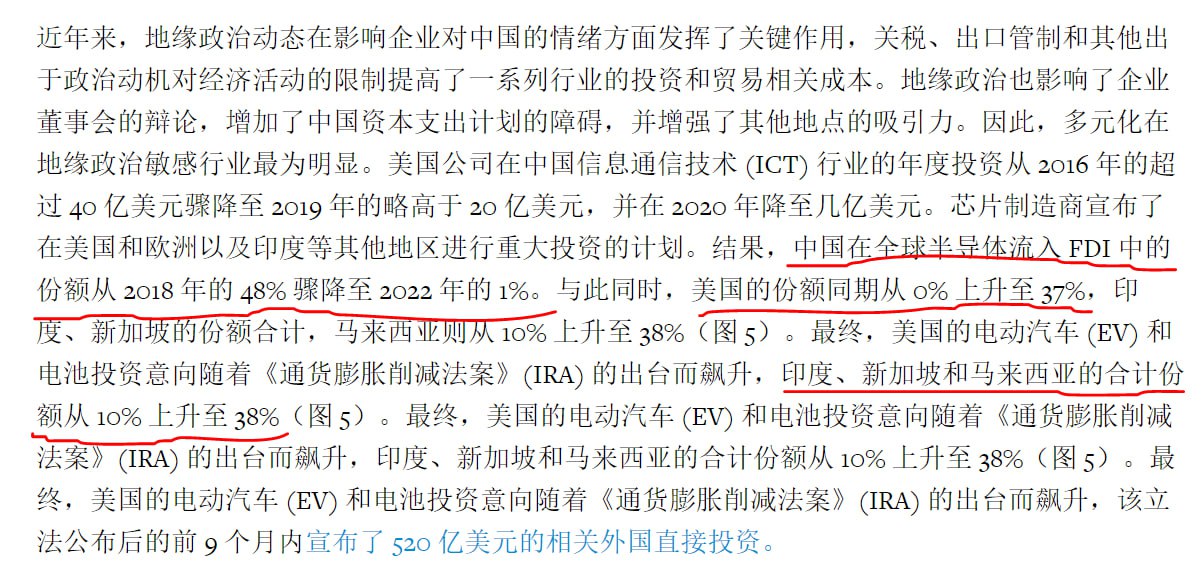 近年来，地缘政治动态在影响企业对中国的情绪方面发挥了关键作用，关税、出口管制和其他出
于政治动机对经济活动的限制提高了一系列行业的投资和贸易相关成本。地缘政治也影响了企业
董事会的辩论，增加了中国资本支出计划的障碍，并增强了其他地点的吸引力。因此，多元化在
地缘政治敏感行业最为明显。美国公司在中国信息通信技术 (ICT) 行业的年度投资从 2016 年的超
过 40 亿美元骤降至 2019 年的略高于 20 亿美元，并在 2020 年降至几亿美元。芯片制造商宣布了
在美国和欧洲以及印度等其他地区进行重大投资的计划。结果，中国在全球半导体流入 FDI 中的
份额从 2018 年的 48% 骤降至 2022 年的 1%。与此同时，美国的份额同期从 0% 上升至 37%，印
度、新加坡的份额合计，马来西亚则从 10% 上升至 38%（图 5）。最终，美国的电动汽车 (EV) 和
电池投资意向随着《通货膨胀削减法案》(IRA) 的出台而飙升，印度、新加坡和马来西亚的合计份
额从 10% 上升至 38%（图 5）。最终，美国的电动汽车 (EV) 和电池投资意向随着《通货膨胀削减
法案》(IRA) 的出台而飙升，印度、新加坡和马来西亚的合计份额从 10% 上升至 38%（图 5）。最
终，美国的电动汽车 (EV) 和电池投资意向随着《通货膨胀削减法案》(IRA) 的出台而飙升，该立
法公布后的前 9 个月内宣布了 520 亿美元的相关外国直接投资。